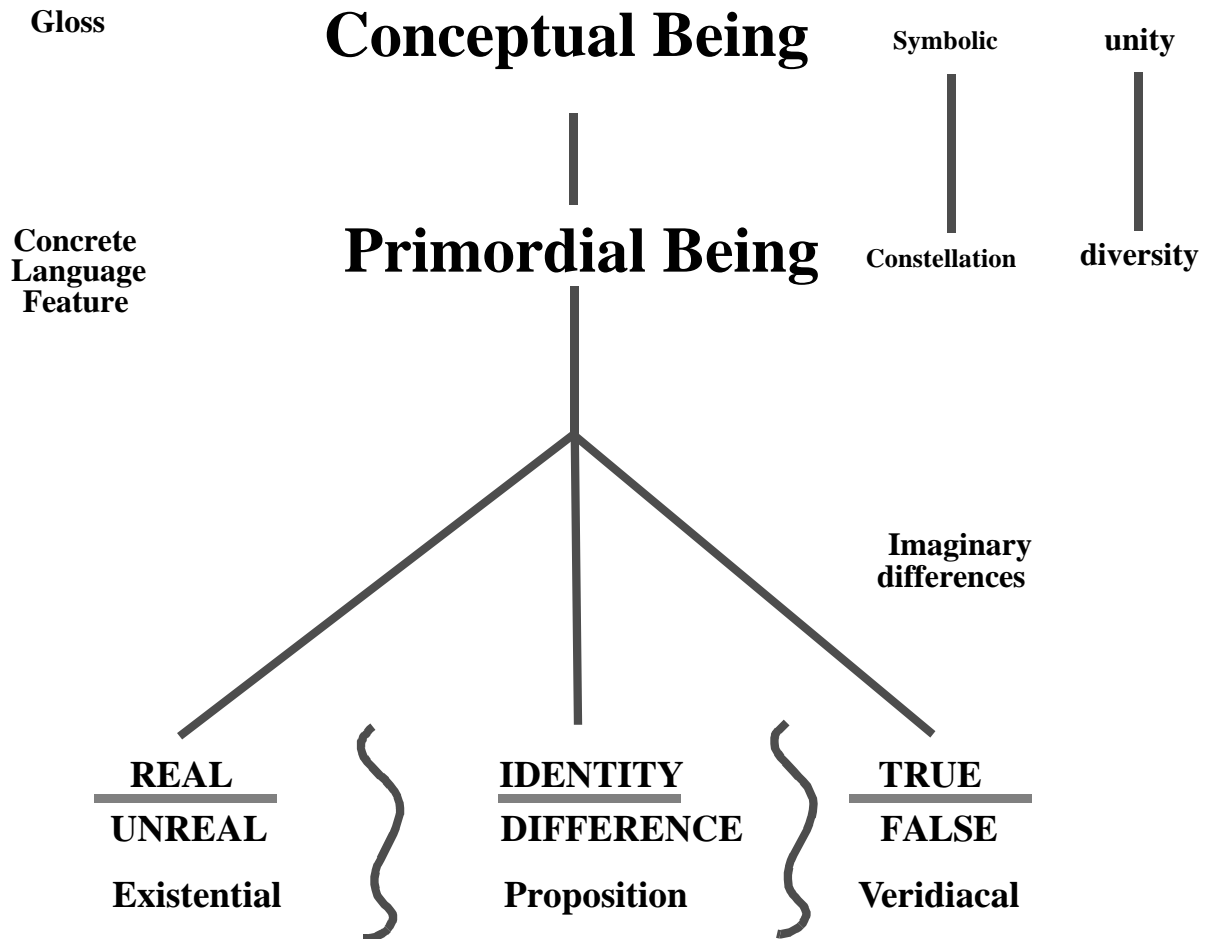 Gloss
Conceptual Being
Symbolic
unity
Concrete
Language
Feature
Primordial Being
Constellation
diversity
Imaginary
differences
REAL
UNREAL
Existential
IDENTITY
DIFFERENCE
Proposition
TRUE
FALSE
Veridiacal